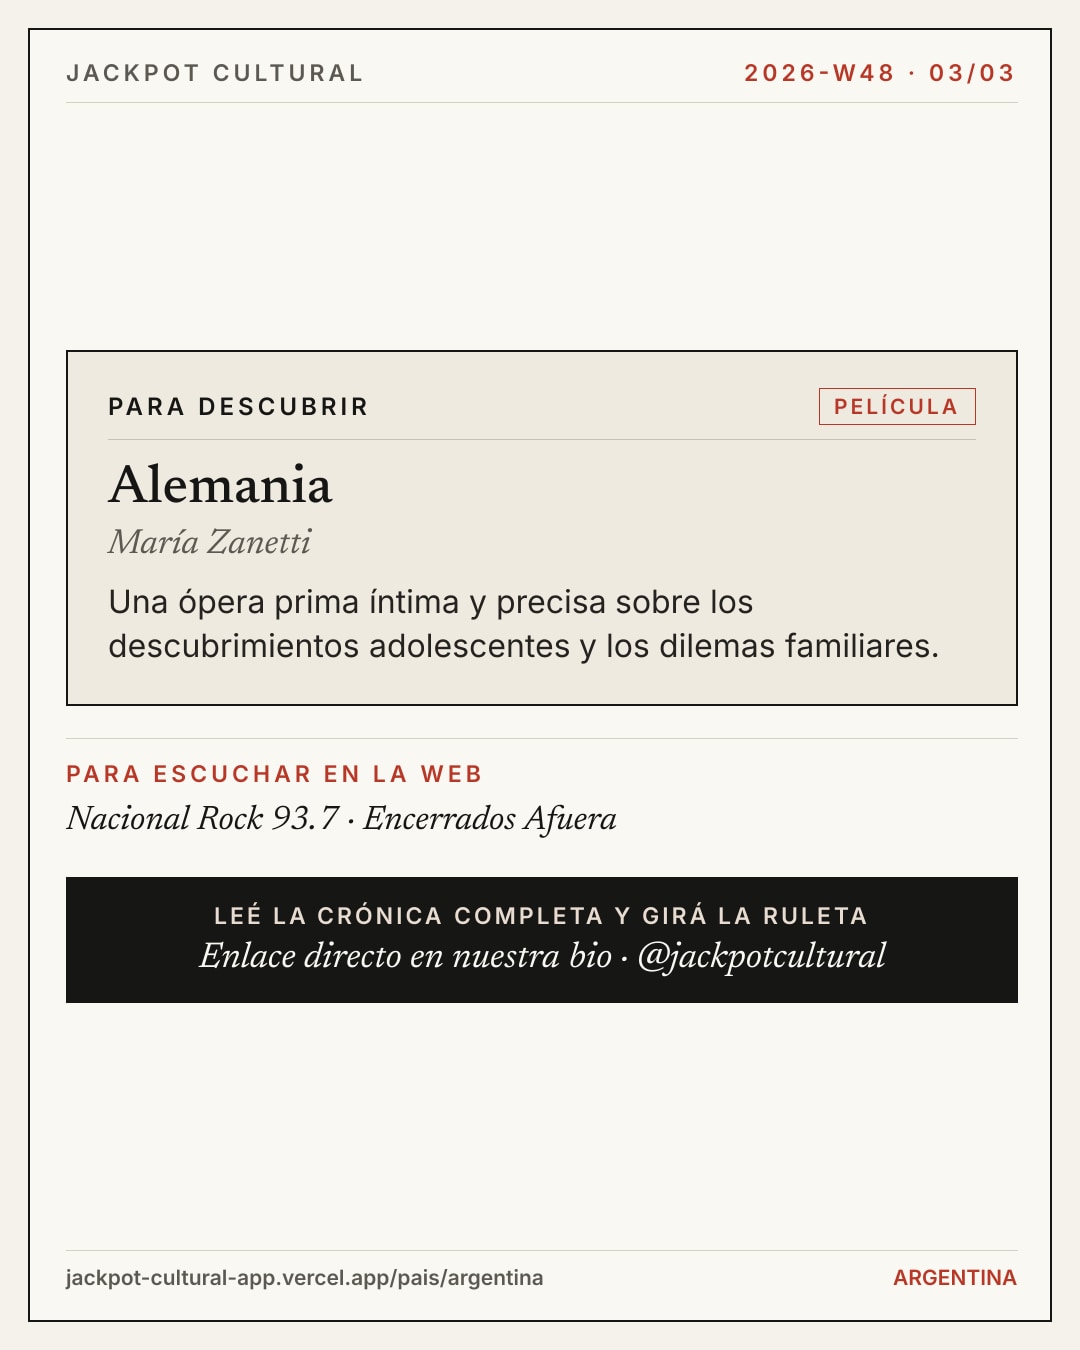 JACKPOT CULTURAL
2026-W48 · 03/03
PARA DESCUBRIR
PELÍCULA
Alemania
María Zanetti
Una ópera prima íntima y precisa sobre los
descubrimientos adolescentes y los dilemas familiares.
PARA ESCUCHAR EN LA WEB
Nacional Rock 93.7 · Encerrados Afuera
LEÉ LA CRÓNICA COMPLETA Y GIRÁ LA RULETA
Enlace directo en nuestra bio · @jackpotcultural
jackpot-cultural-app.vercel.app/pais/argentina
ARGENTINA